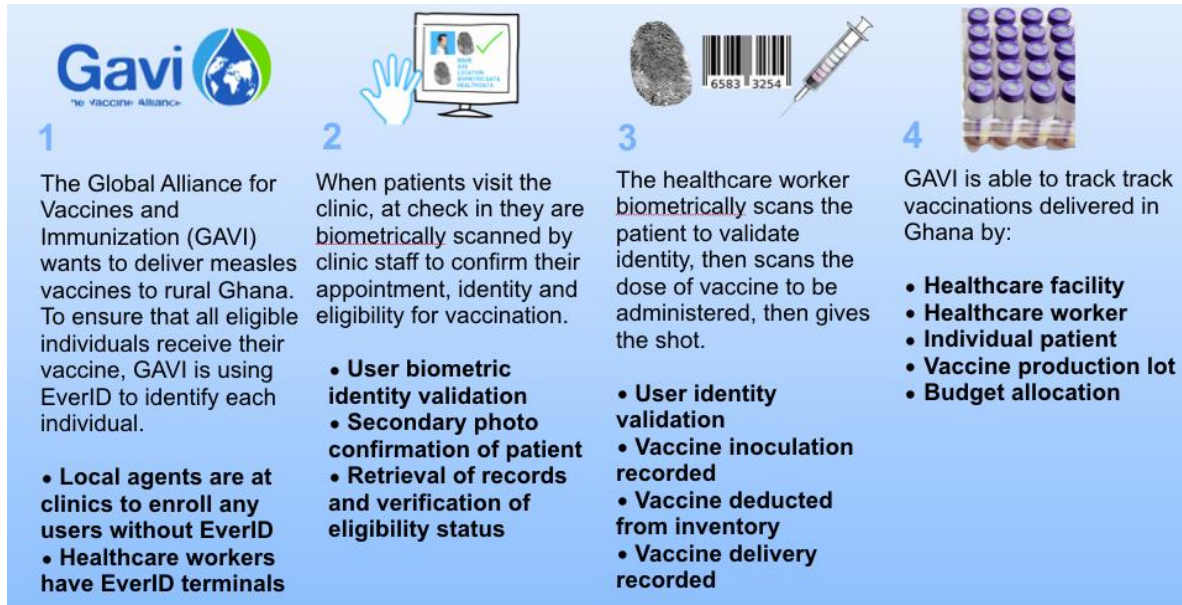 Gavi
The Vaccine Alliance
1
The Global Alliance for
Vaccines and
Immunization (GAVI)
wants to deliver measles
vaccines to rural Ghana.
To ensure that all eligible
individuals receive their
vaccine, GAVI is using
EverID to identify each
individual.
• Local agents are at
clinics to enroll any
users without EverID
• Healthcare workers
have EverID terminals
NAME
AGE
LOCATION
BIOMETRIC DATA
HEALTH DATA
2
When patients visit the
clinic, at check in they are
biometrically scanned by
clinic staff to confirm their
appointment, identity and
eligibility for vaccination.
• User biometric
identity validation
• Secondary photo
confirmation of patient
• Retrieval of records
and verification of
eligibility status
6583 3254
3
The healthcare worker
biometrically scans the
patient to validate
identity, then scans the
dose of vaccine to be
administered, then gives
the shot.
• User identity
validation
• Vaccine inoculation
recorded
• Vaccine deducted
from inventory
• Vaccine delivery
recorded
4
GAVI is able to track track
vaccinations delivered in
Ghana by:
• Healthcare facility
• Healthcare worker
• Individual patient
• Vaccine production lot
• Budget allocation